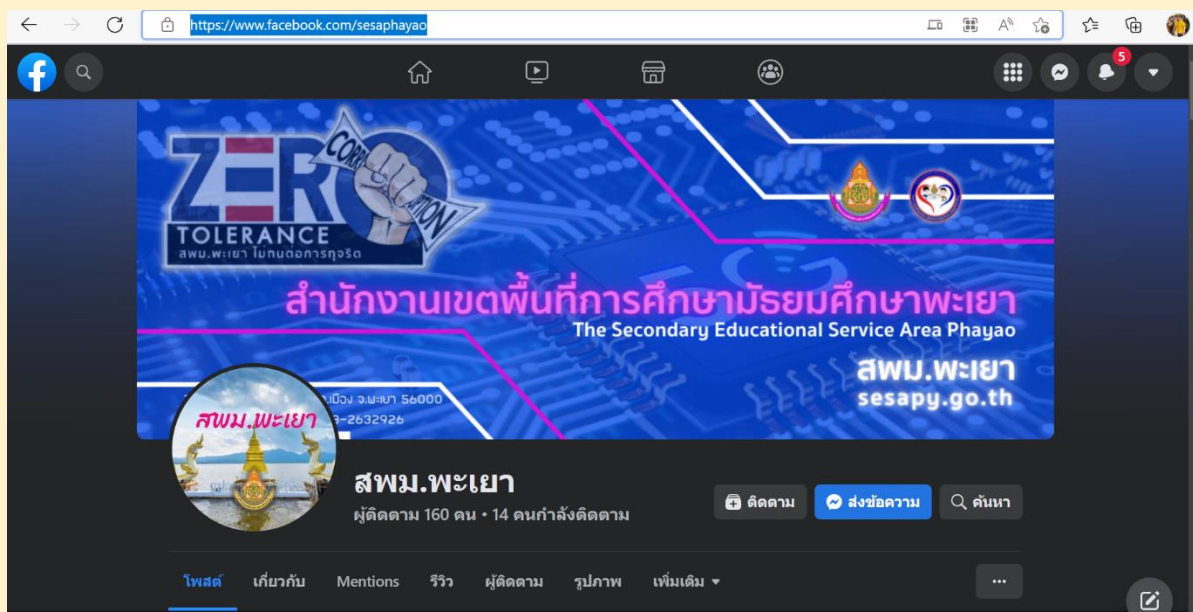 https://www.facebook.com/sesaphayao
5
ZERO
CORRUPTION
TOLERANCE
สพม.พะเยา ไม่ทนต่อการทุจริต
5G
สำนักงานเขตพื้นที่การศึกษามัธยมศึกษาพะเยา
The Secondary Educational Service Area Phayao
สพม.พะเยา
sesapy.go.th
อ.เมือง จ.พะเยา 56000
-2632926
สพม.พะเยา
สพม.พะเยา
ผู้ติดตาม 160 คน • 14 คนกำลังติดตาม
ติดตาม
ส่งข้อความ
ค้นหา
โพสต์ เกี่ยวกับ Mentions รีวิว ผู้ติดตาม รูปภาพ เพิ่มเติม